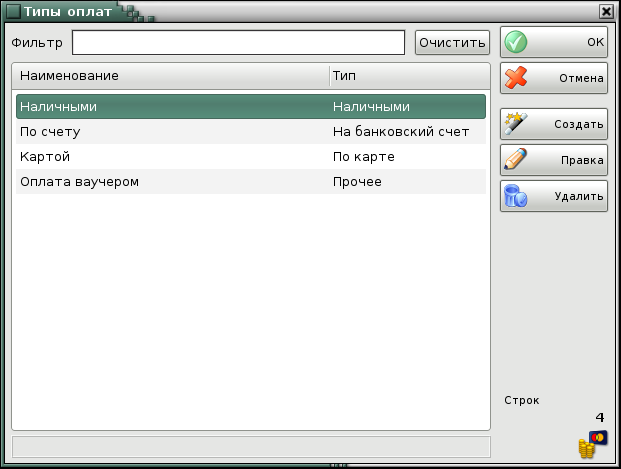 Типы оплат
Фильтр
Очистить
Наименование Тип
Наличными Наличными
По счету На банковский счет
Картой По карте
Оплата ваучером Прочее
OK
Отмена
Создать
Правка
Удалить
Строк
4